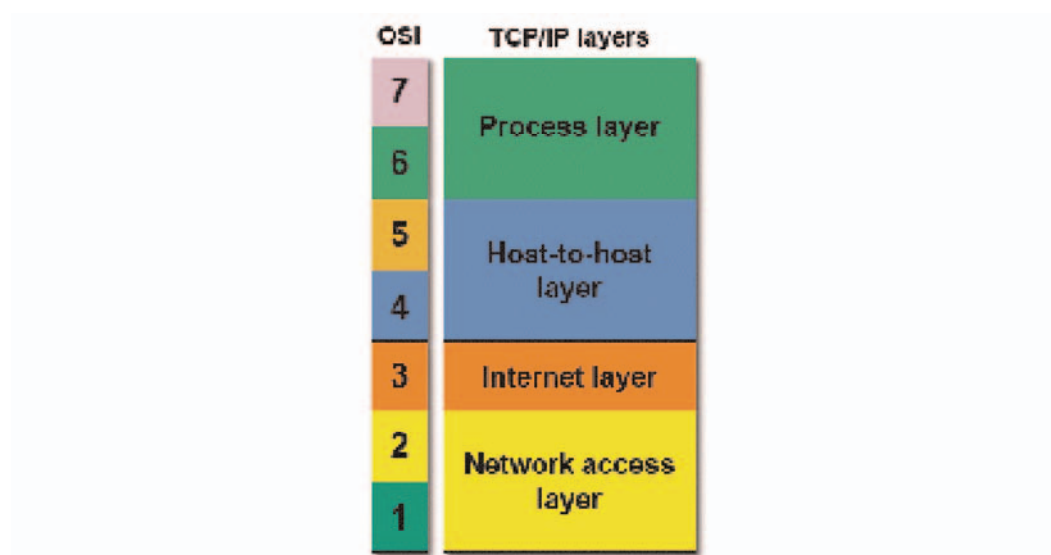 OSI TCP/IP layers
7
Process layer
6
5
Host-to-host
layer
4
3 Internet layer
2
Network access
layer
1